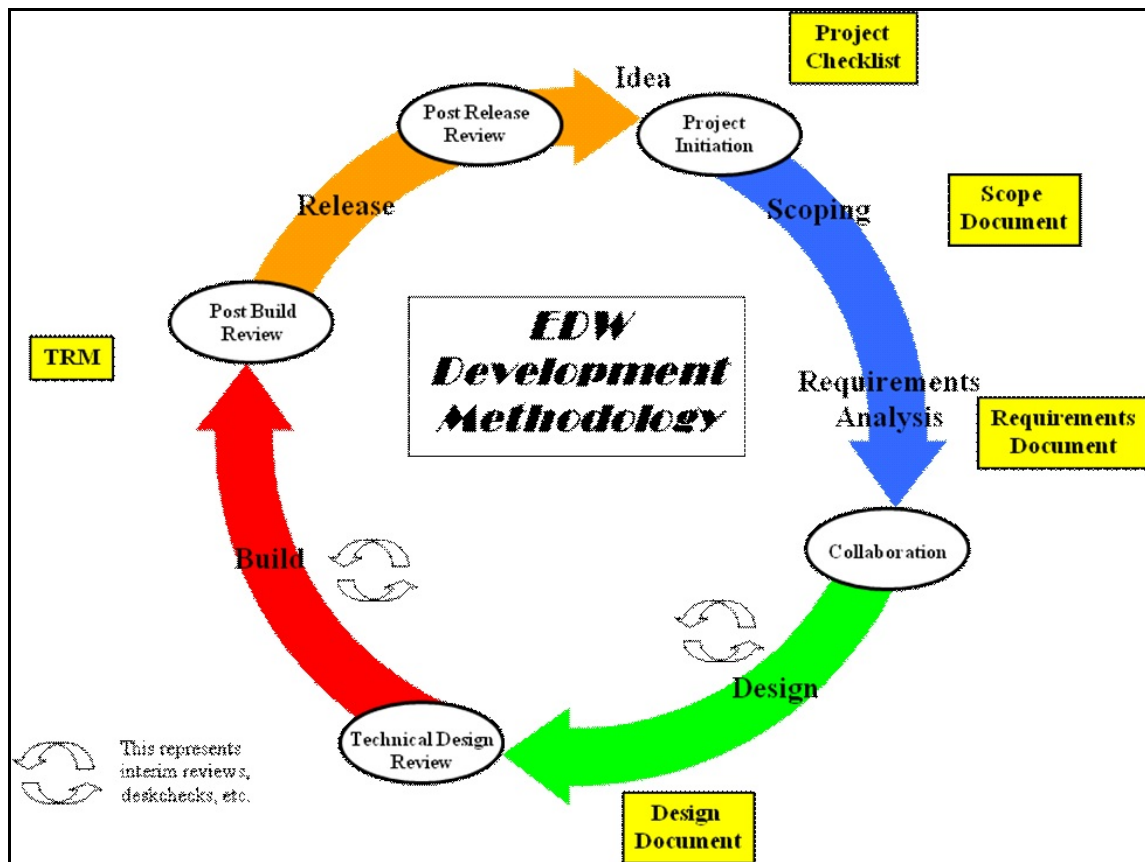 Project
Checklist
Idea
Post Release
Review
Project
Initiation
Scoping
Scope
Document
Release
Post Build
Review
TRM
EDW
Development
Methodology
Requirements
Analysis
Requirements
Document
Collaboration
Build
Design
Technical Design
Review
This represents
interim reviews,
deskchecks, etc.
Design
Document